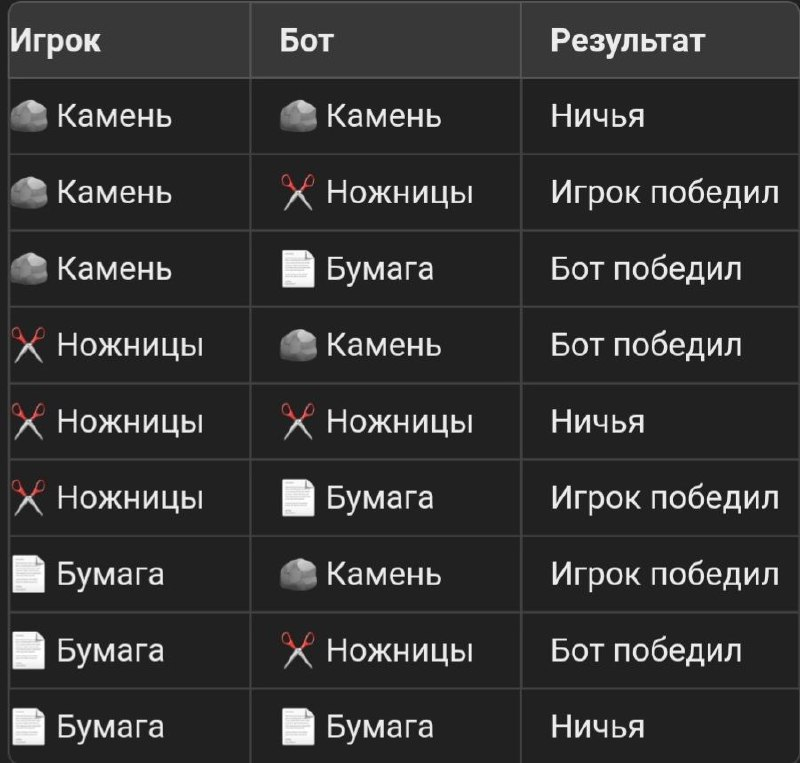 Игрок Бот Результат
Камень Камень Ничья
Камень Ножницы Игрок победил
Камень Бумага Бот победил
Ножницы Камень Бот победил
Ножницы Ножницы Ничья
Ножницы Бумага Игрок победил
Бумага Камень Игрок победил
Бумага Ножницы Бот победил
Бумага Бумага Ничья